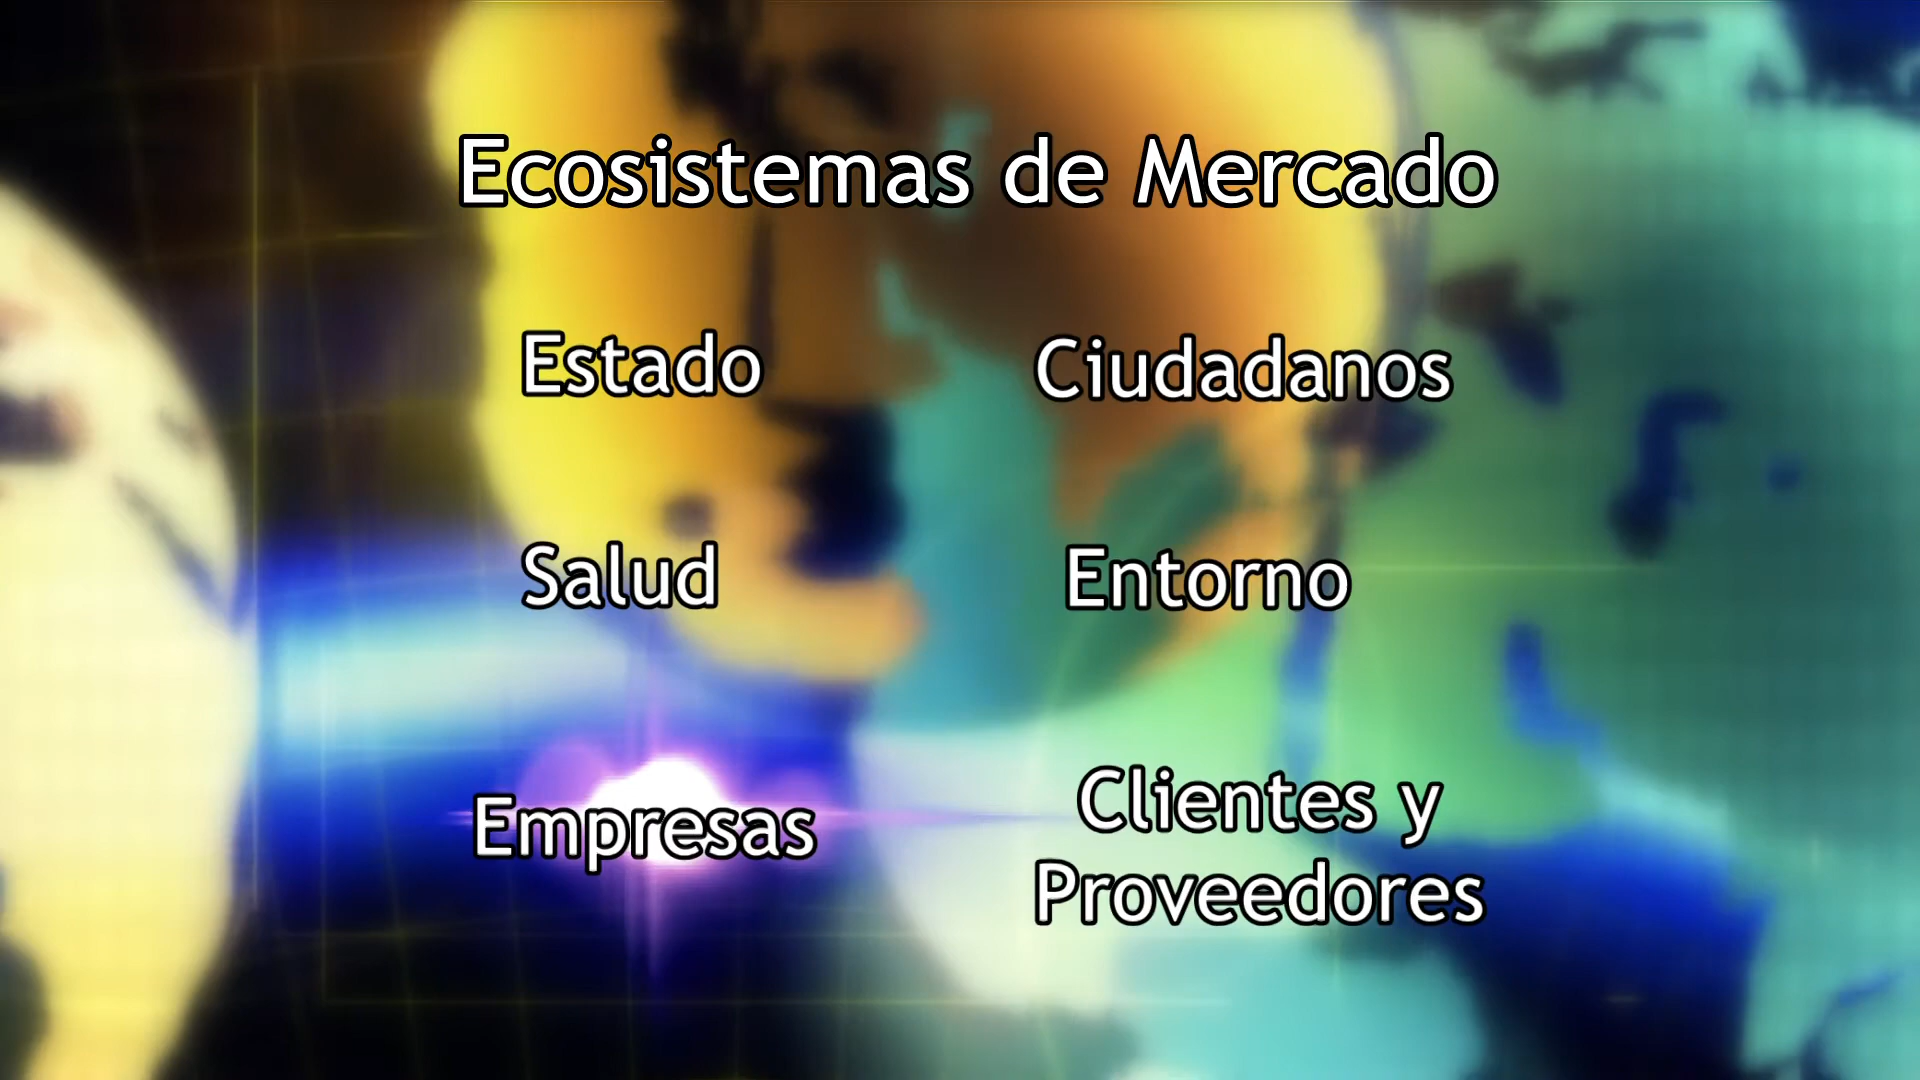 Ecosistemas de Mercado
Estado
Ciudadanos
Salud
Entorno
Empresas
Clientes y
Proveedores